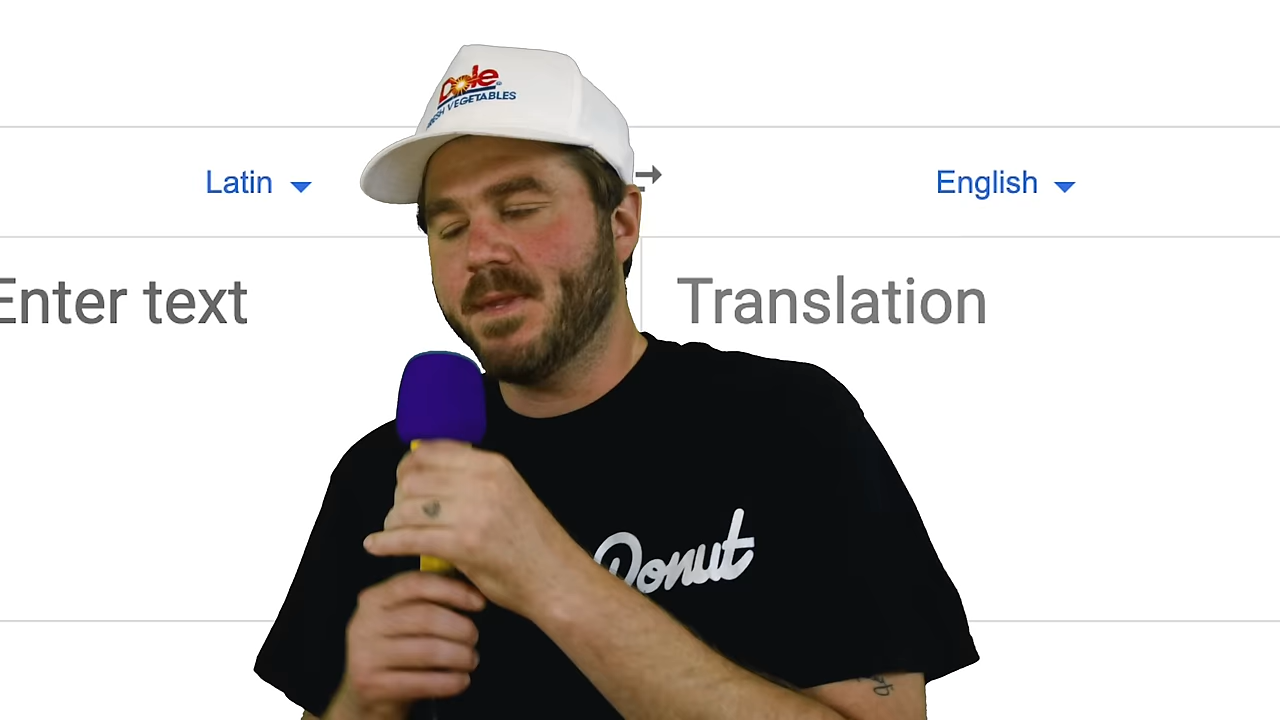 Dole
FRESH VEGETABLES
Latin
English
Enter text
Translation
Donut